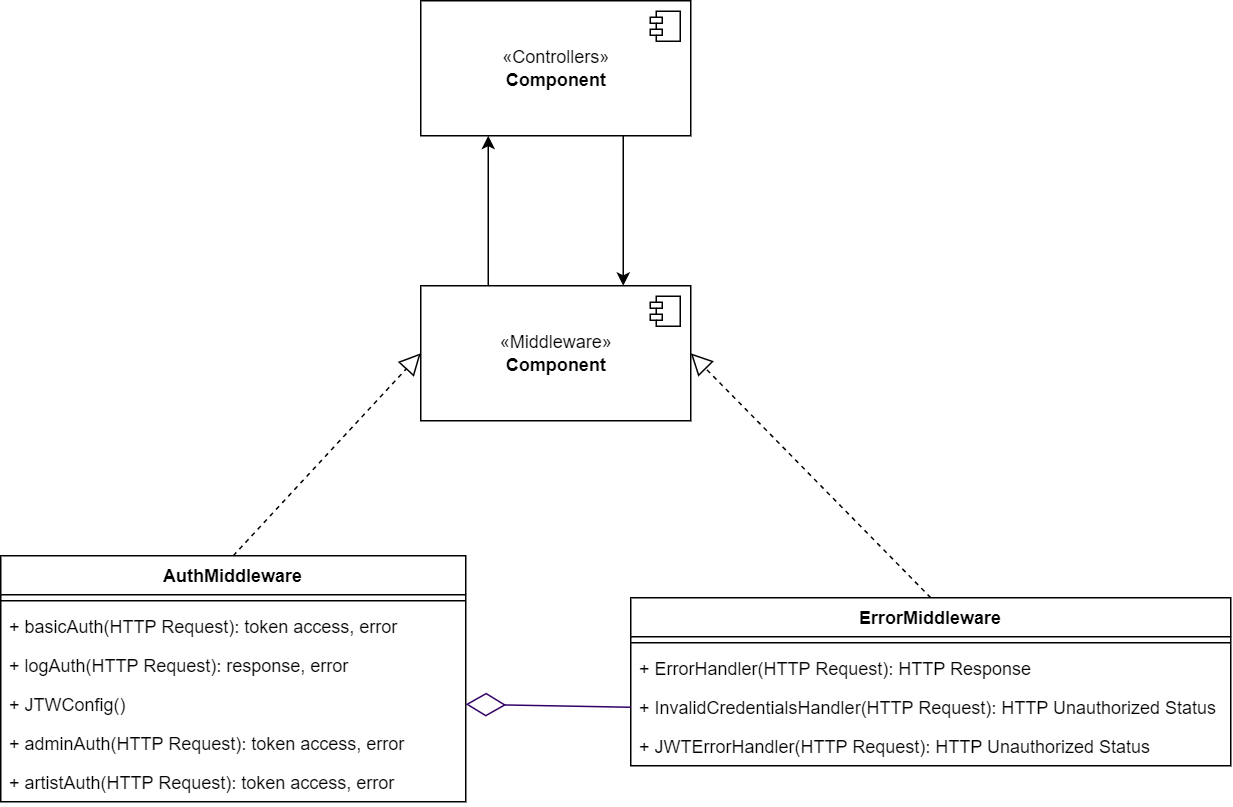 «Controllers»
Component
«Middleware»
Component
AuthMiddleware
+ basicAuth(HTTP Request): token access, error
+ logAuth(HTTP Request): response, error
+ JTWConfig()
+ adminAuth(HTTP Request): token access, error
+ artistAuth(HTTP Request): token access, error
ErrorMiddleware
+ ErrorHandler(HTTP Request): HTTP Response
+ InvalidCredentialsHandler(HTTP Request): HTTP Unauthorized Status
+ JWTErrorHandler(HTTP Request): HTTP Unauthorized Status